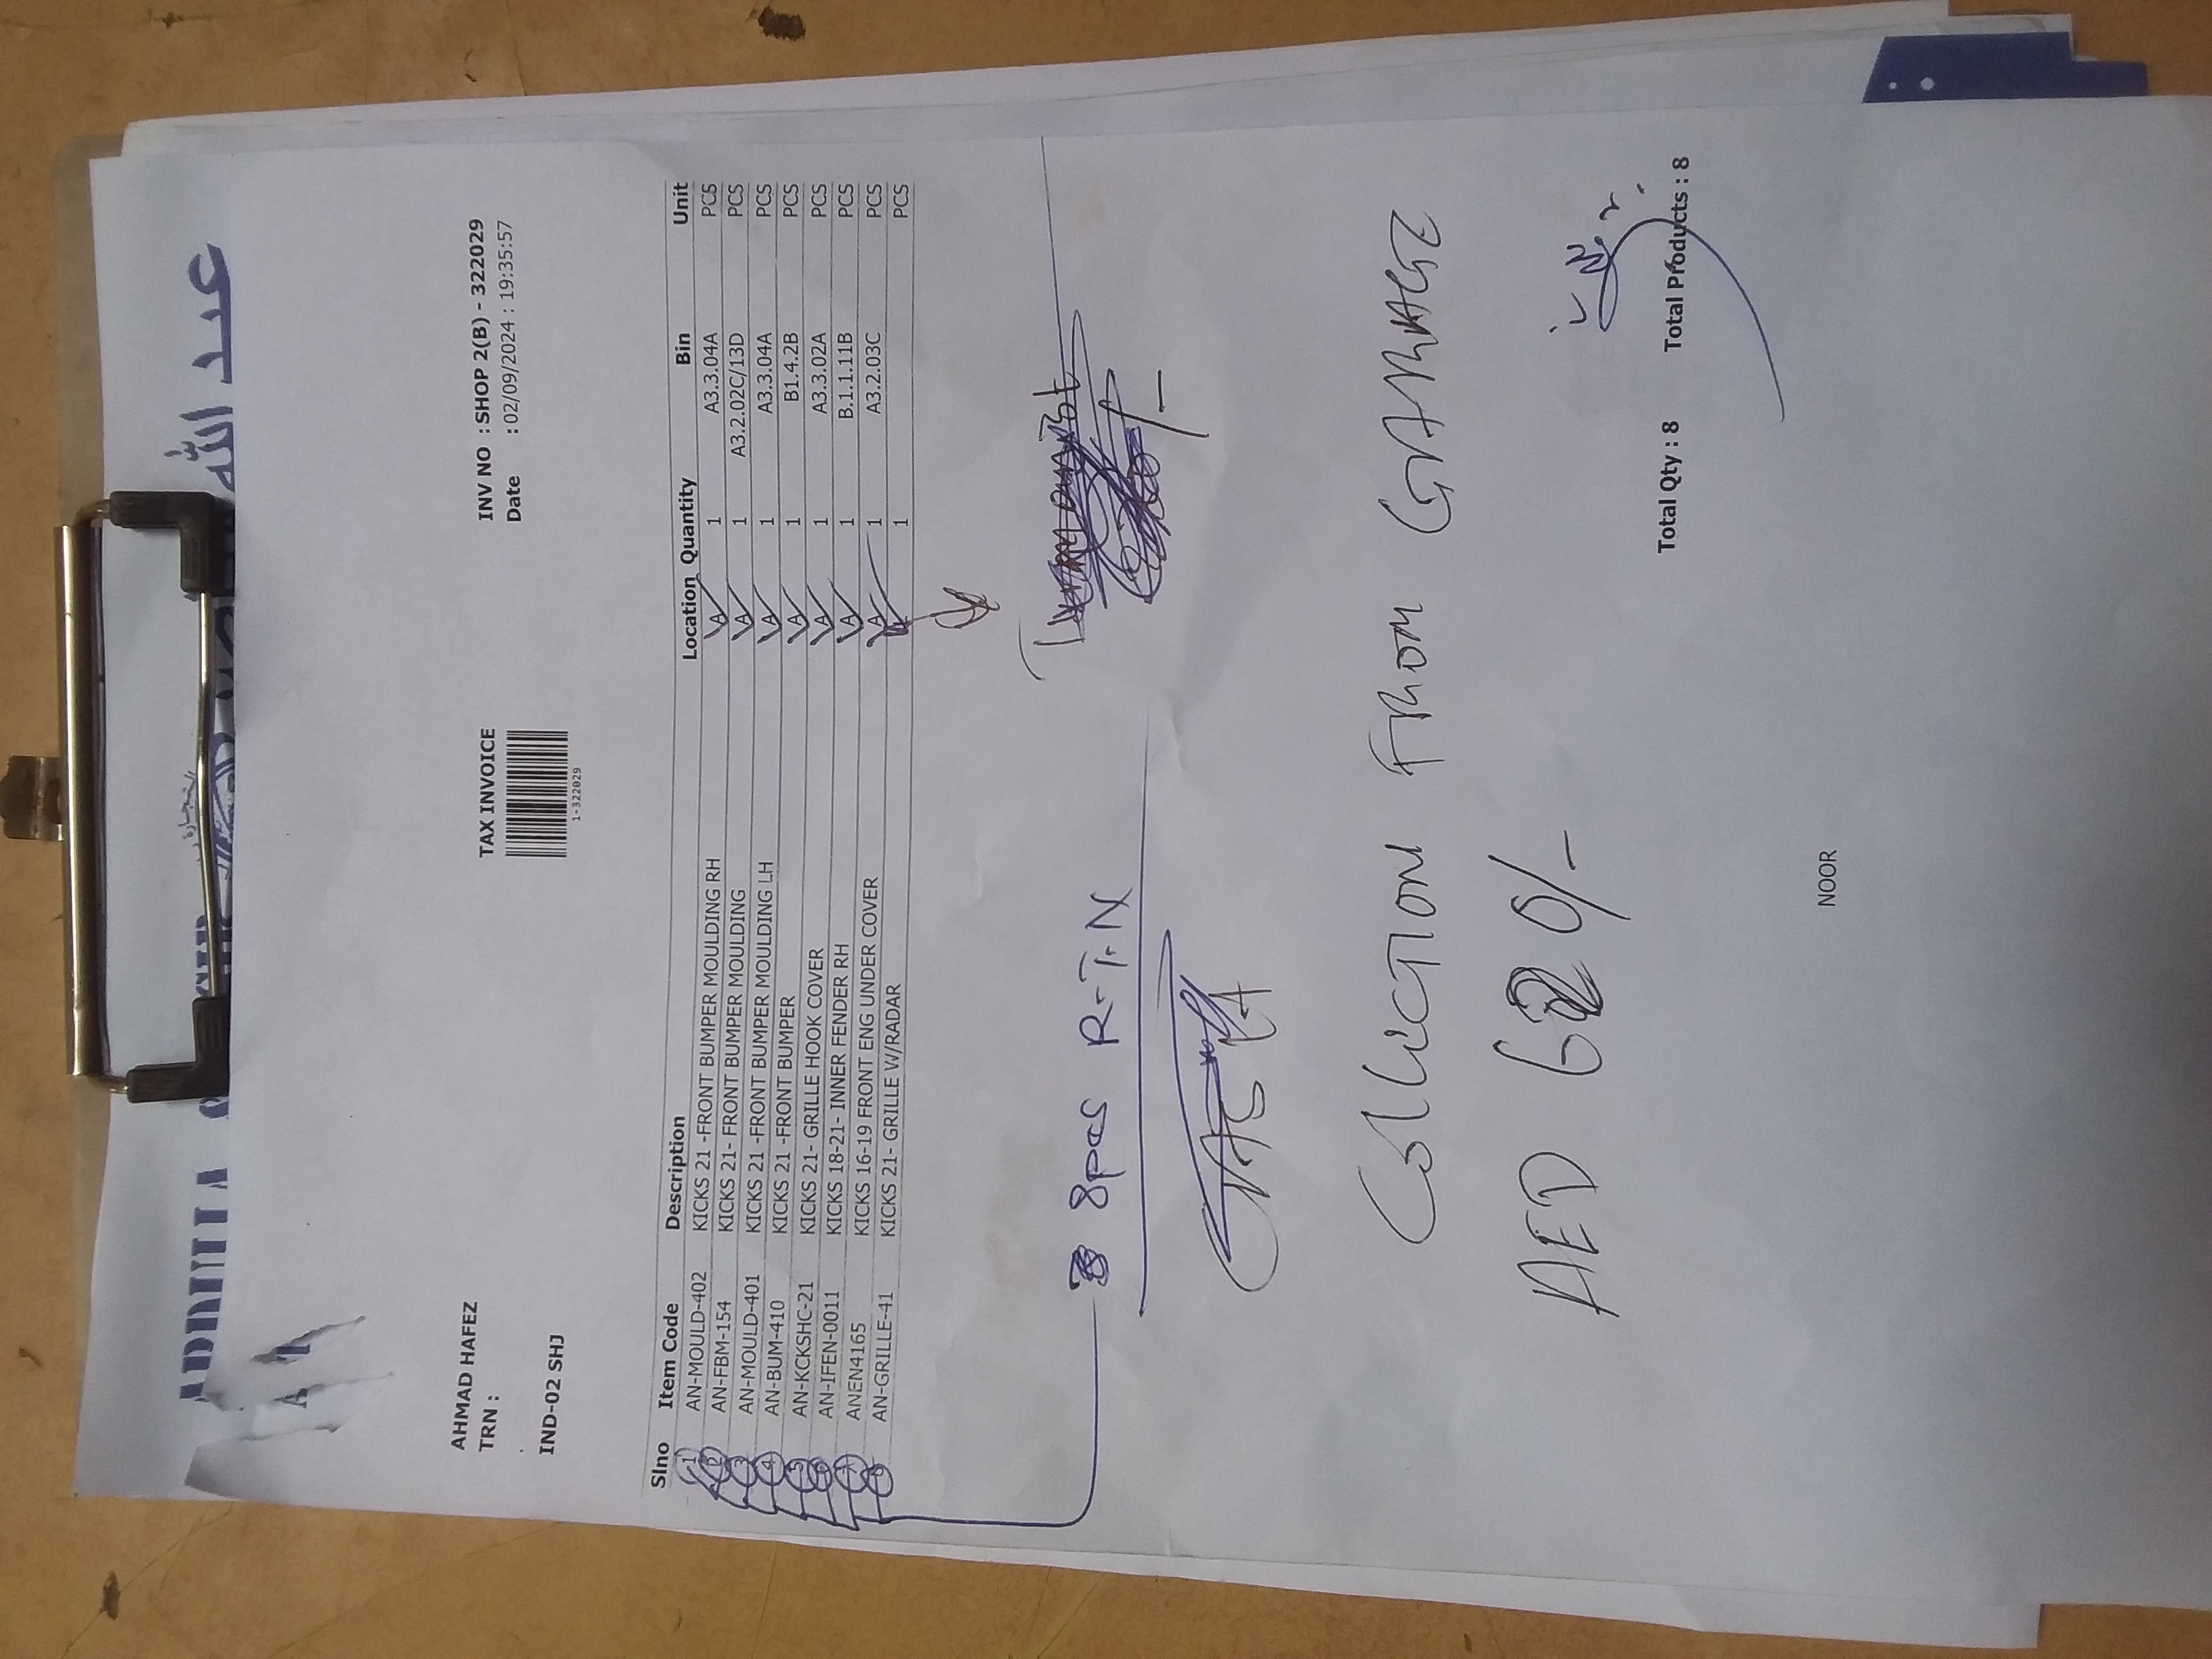 عبد الله
AHMAD HAFEZ
TRN :
.
IND-02 SHJ
TAX INVOICE
1-322029
INV NO : SHOP 2(B) - 322029
Date : 02/09/2024 : 19:35:57
Slno Item Code Description Location Quantity Bin Unit
1 AN-MOULD-402 KICKS 21 -FRONT BUMPER MOULDING RH A 1 A3.3.04A PCS
2 AN-FBM-154 KICKS 21- FRONT BUMPER MOULDING A 1 A3.2.02C/13D PCS
3 AN-MOULD-401 KICKS 21 -FRONT BUMPER MOULDING LH A 1 A3.3.04A PCS
4 AN-BUM-410 KICKS 21 -FRONT BUMPER A 1 B1.4.2B PCS
5 AN-KCKSHC-21 KICKS 21- GRILLE HOOK COVER A 1 A3.3.02A PCS
6 AN-IFEN-0011 KICKS 18-21- INNER FENDER RH A 1 B.1.1.11B PCS
7 ANEN4165 KICKS 16-19 FRONT ENG UNDER COVER A 1 A3.2.03C PCS
8 AN-GRILLE-41 KICKS 21- GRILLE W/RADAR 1 PCS
8pcs R-T-N
Collection From GARHAGE
AED 620/-
Total Qty : 8 Total Products : 8
NOOR